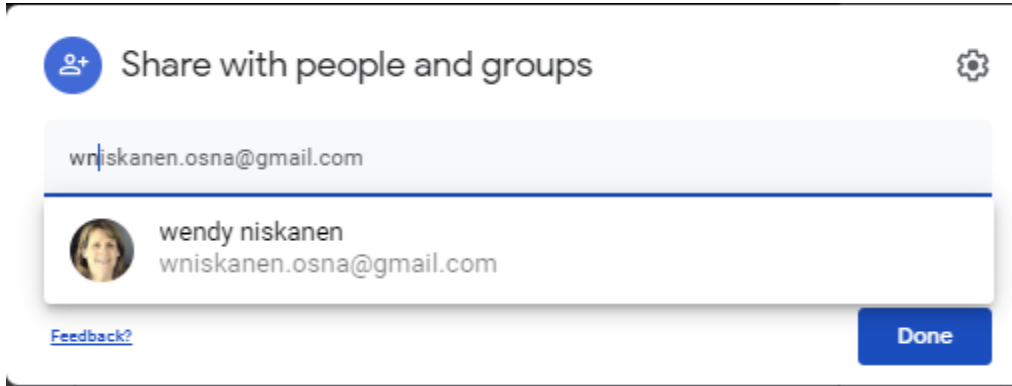 Share with people and groups
wniskanen.osna@gmail.com
wendy niskanen
wniskanen.osna@gmail.com
Feedback?
Done